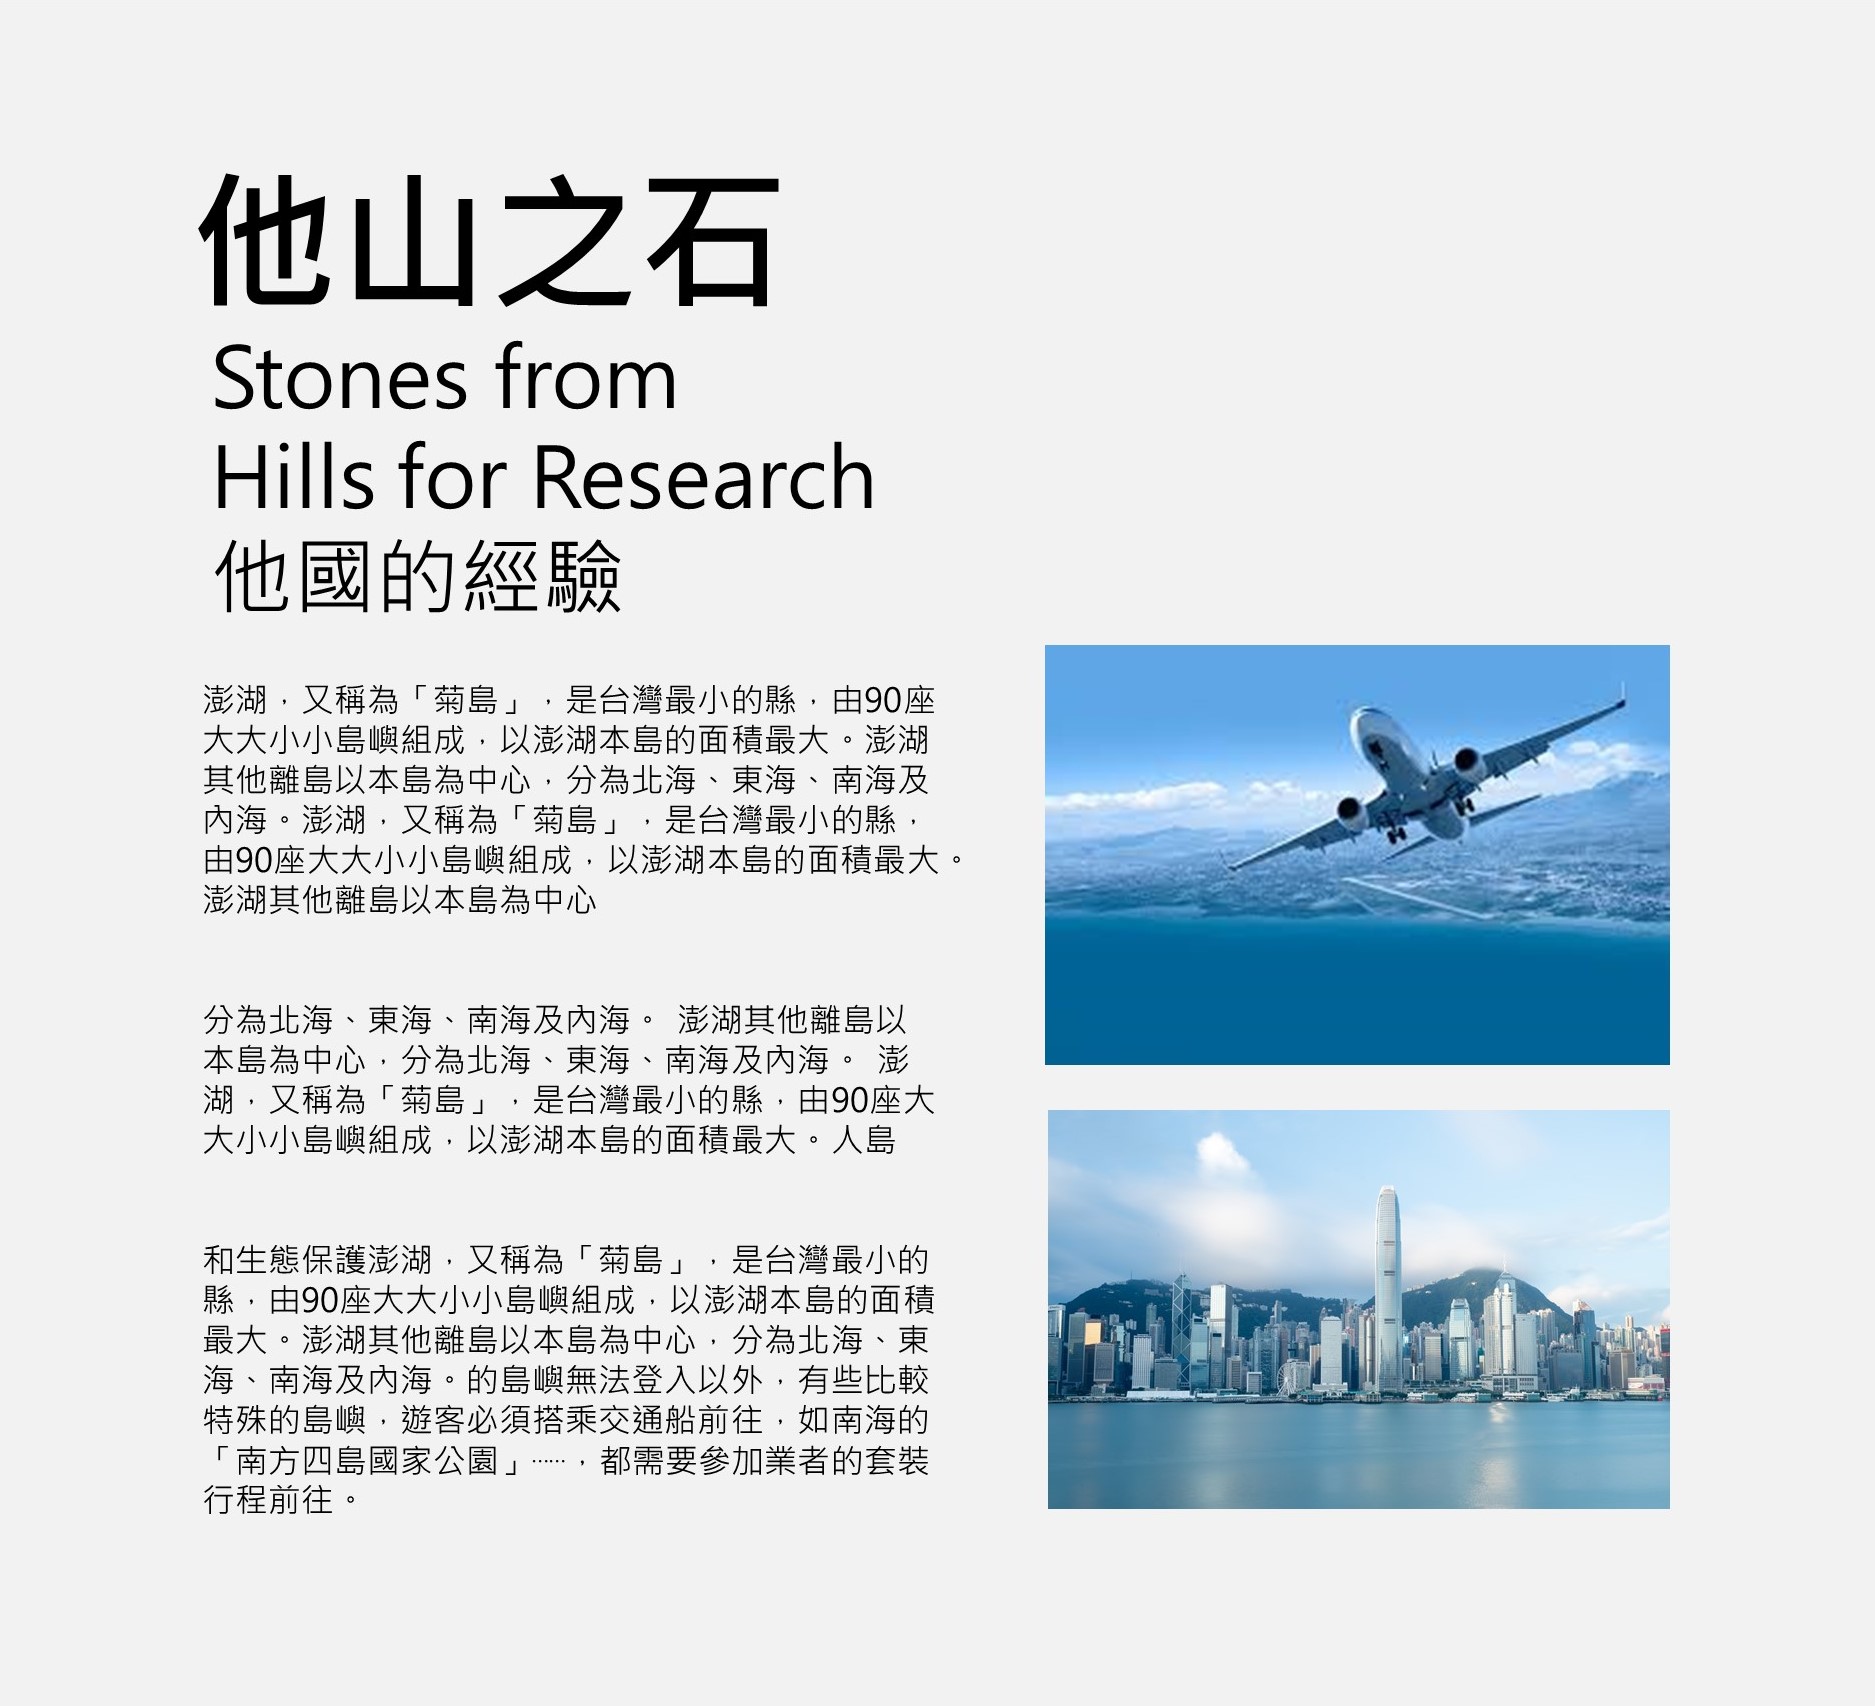 他山之石
Stones from
Hills for Research
他國的經驗
澎湖，又稱為「菊島」，是台灣最小的縣，由90座
大大小小島嶼組成，以澎湖本島的面積最大。澎湖
其他離島以本島為中心，分為北海、東海、南海及
內海。澎湖，又稱為「菊島」，是台灣最小的縣，
由90座大大小小島嶼組成，以澎湖本島的面積最大。
澎湖其他離島以本島為中心
分為北海、東海、南海及內海。 澎湖其他離島以
本島為中心，分為北海、東海、南海及內海。 澎
湖，又稱為「菊島」，是台灣最小的縣，由90座大
大小小島嶼組成，以澎湖本島的面積最大。人島
和生態保護澎湖，又稱為「菊島」，是台灣最小的
縣，由90座大大小小島嶼組成，以澎湖本島的面積
最大。澎湖其他離島以本島為中心，分為北海、東
海、南海及內海。的島嶼無法登入以外，有些比較
特殊的島嶼，遊客必須搭乘交通船前往，如南海的
「南方四島國家公園」……，都需要參加業者的套裝
行程前往。